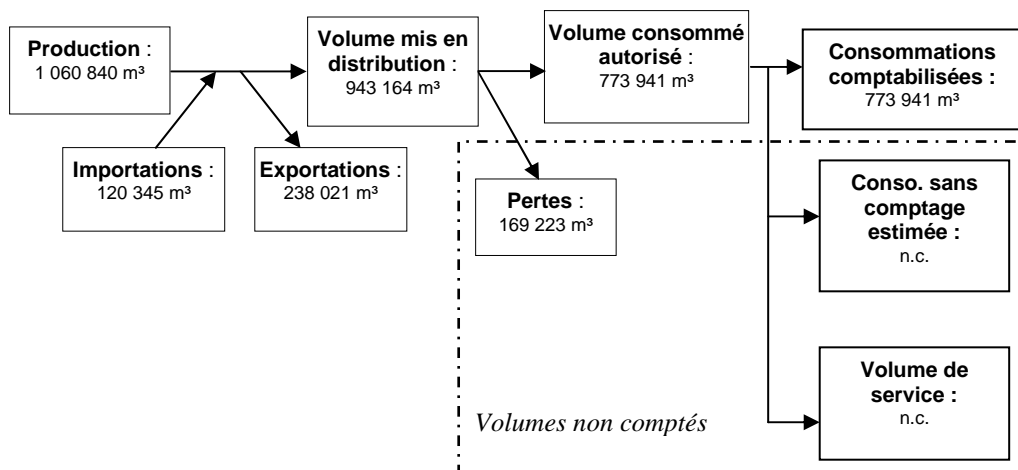 Production :
1 060 840 m³
Volume mis en
distribution :
943 164 m³
Volume consommé
autorisé :
773 941 m³
Consommations
comptabilisées :
773 941 m³
Importations :
120 345 m³
Exportations :
238 021 m³
Pertes :
169 223 m³
Conso. sans
comptage
estimée :
n.c.
Volume de
service :
n.c.
Volumes non comptés